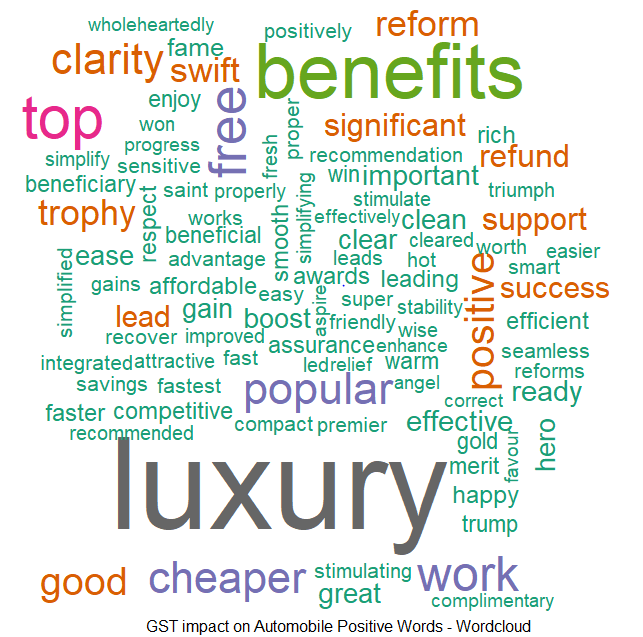 wholeheartedly
positively
reform
fame
clarity
swift
benefits
enjoy
top
free
won
proper
significant
rich
progress
fresh
simplify
sensitive
recommendation
refund
beneficiary
saint
properly
win
important
triumph
trophy
respect
works
smooth
simplifying
stimulate
effectively
clean
support
beneficial
clear
cleared
worth
easier
ease
advantage
leads
hot
smart
simplified
gains
affordable
awards
leading
positive
success
easy
aspire
super
stability
lead
gain
boost
friendly
wise
efficient
recover
improved
assurance
enhance
seamless
integrated
attractive
fast
led
relief
warm
reforms
savings
fastest
popular
angel
ready
correct
faster
competitive
compact
premier
effective
recommended
gold
favour
hero
luxury
merit
happy
trump
good
cheaper
stimulating
work
great
complimentary
GST impact on Automobile Positive Words - Wordcloud